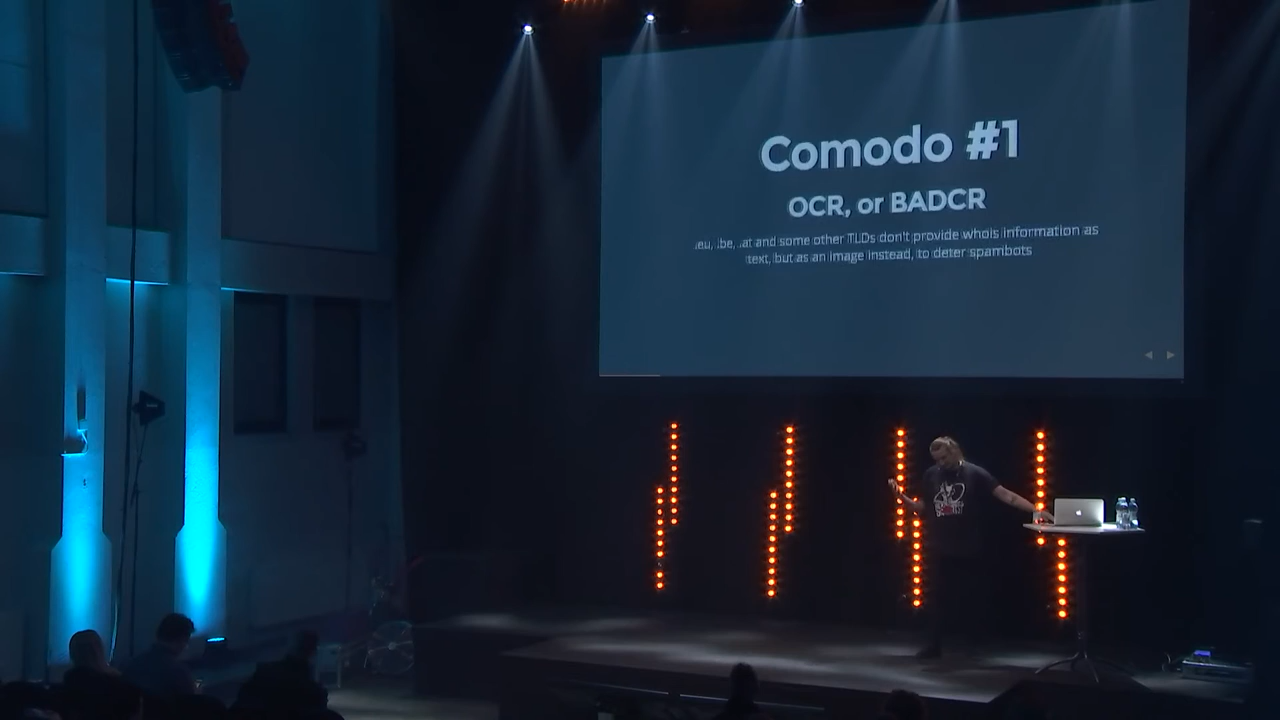 Comodo #1
OCR, or BADCR
.eu, .be, .at and some other TLDs don't provide whois information as
text, but as an image instead, to deter spambots